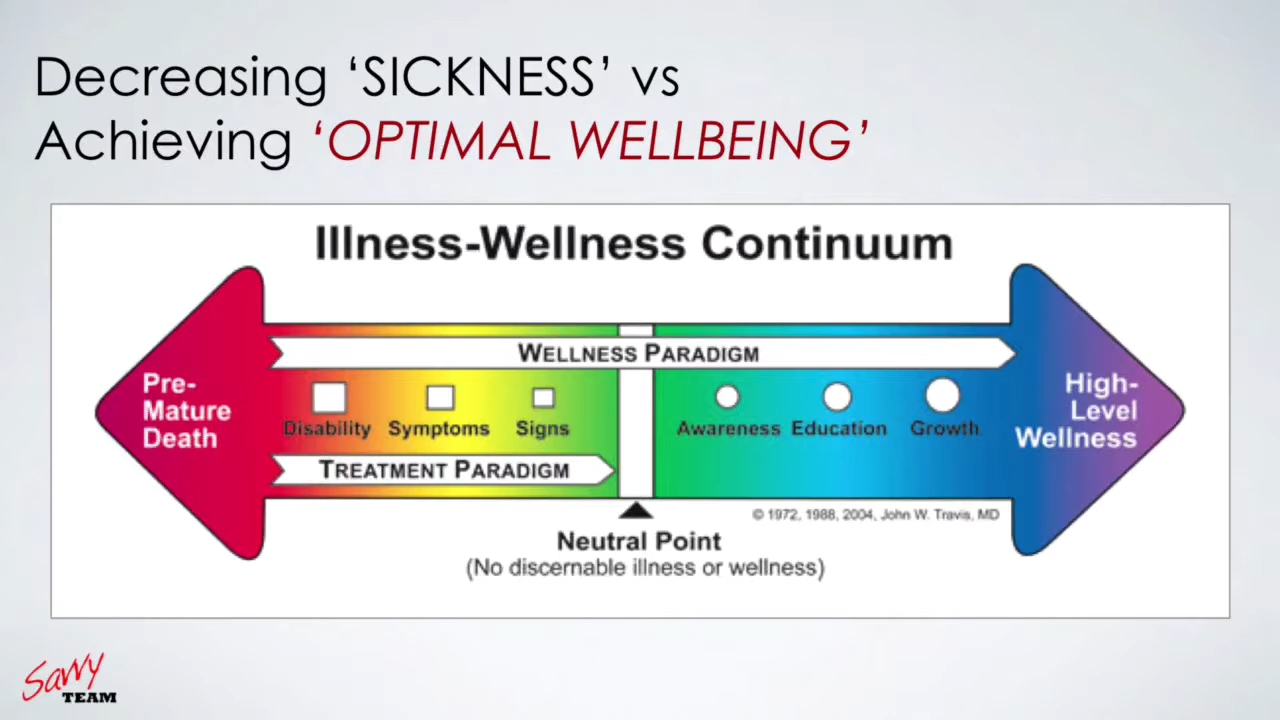 Decreasing ‘SICKNESS’ vs
Achieving ‘OPTIMAL WELLBEING’
Illness-Wellness Continuum
WELLNESS PARADIGM
Pre-
Mature
Death
Disability Symptoms Signs
Awareness Education Growth
High-
Level
Wellness
TREATMENT PARADIGM
© 1972, 1988, 2004, John W. Travis, MD
Neutral Point
(No discernable illness or wellness)
Savvy
TEAM